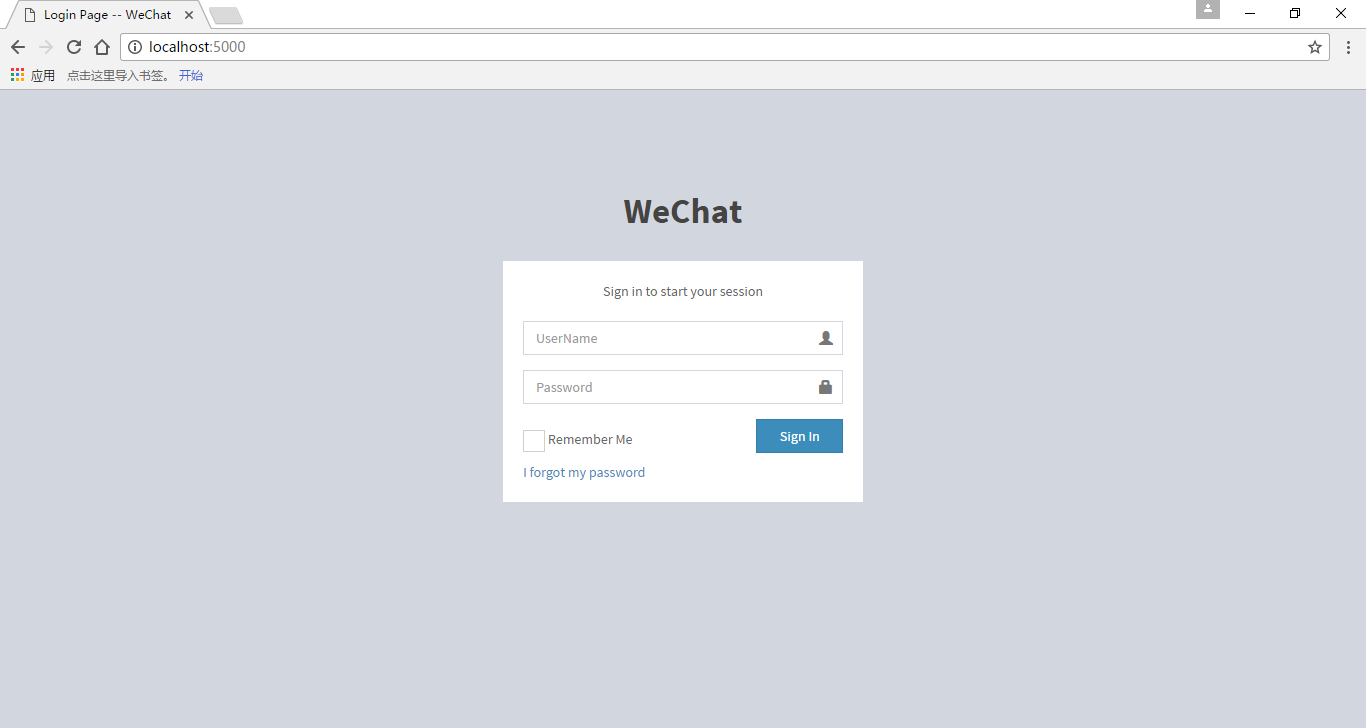 Login Page -- WeChat
localhost:5000
应用 点击这里导入书签。 开始
WeChat
Sign in to start your session
UserName
Password
Remember Me
Sign In
I forgot my password